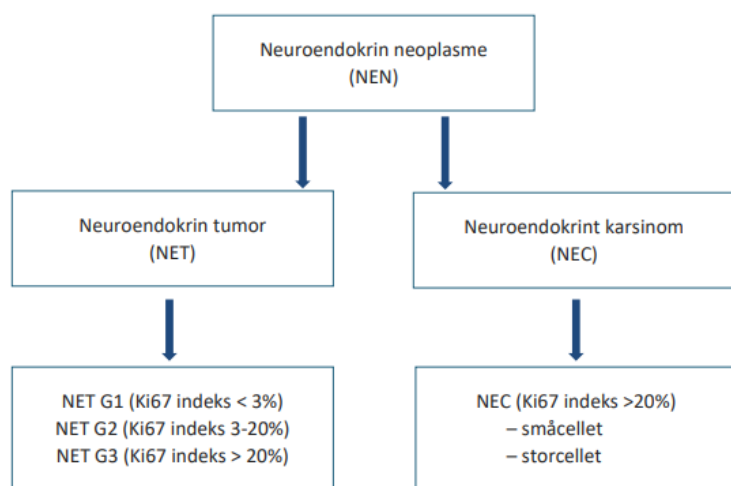 Neuroendokrin neoplasme
(NEN)
Neuroendokrin tumor
(NET)
Neuroendokrint karsinom
(NEC)
NET G1 (Ki67 indeks < 3%)
NET G2 (Ki67 indeks 3-20%)
NET G3 (Ki67 indeks > 20%)
NEC (Ki67 indeks >20%)
– småcellet
– storcellet